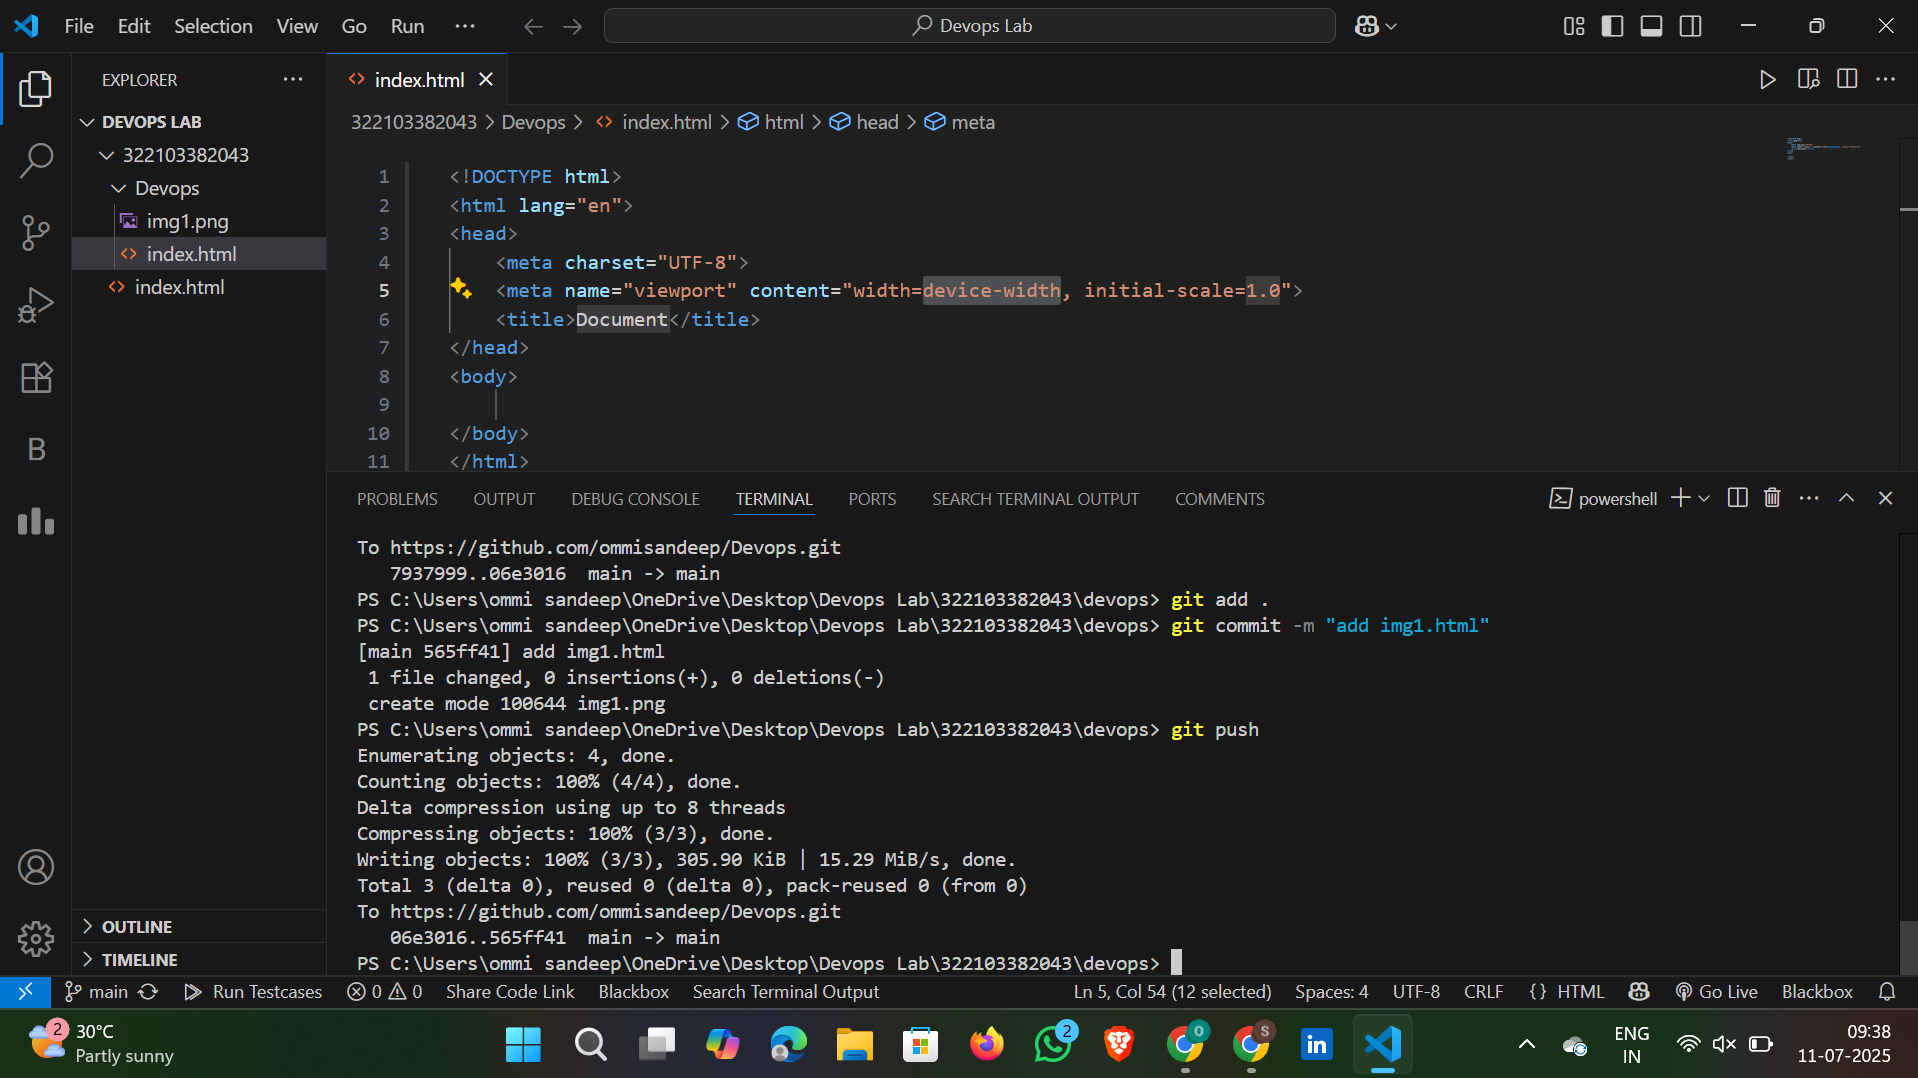 File Edit Selection View Go Run ···
Devops Lab
EXPLORER
index.html
DEVOPS LAB
322103382043
Devops
img1.png
index.html
index.html
322103382043 > Devops > index.html > html > head > meta
1 <!DOCTYPE html>
2 <html lang="en">
3 <head>
4 <meta charset="UTF-8">
5 <meta name="viewport" content="width=device-width, initial-scale=1.0">
6 <title>Document</title>
7 </head>
8 <body>
9
10 </body>
11 </html>
PROBLEMS OUTPUT DEBUG CONSOLE TERMINAL PORTS SEARCH TERMINAL OUTPUT COMMENTS
powershell
To https://github.com/ommisandeep/Devops.git
7937999..06e3016 main -> main
PS C:\Users\ommi sandeep\OneDrive\Desktop\Devops Lab\322103382043\devops> git add .
PS C:\Users\ommi sandeep\OneDrive\Desktop\Devops Lab\322103382043\devops> git commit -m "add img1.html"
[main 565ff41] add img1.html
1 file changed, 0 insertions(+), 0 deletions(-)
create mode 100644 img1.png
PS C:\Users\ommi sandeep\OneDrive\Desktop\Devops Lab\322103382043\devops> git push
Enumerating objects: 4, done.
Counting objects: 100% (4/4), done.
Delta compression using up to 8 threads
Compressing objects: 100% (3/3), done.
Writing objects: 100% (3/3), 305.90 KiB | 15.29 MiB/s, done.
Total 3 (delta 0), reused 0 (delta 0), pack-reused 0 (from 0)
To https://github.com/ommisandeep/Devops.git
06e3016..565ff41 main -> main
PS C:\Users\ommi sandeep\OneDrive\Desktop\Devops Lab\322103382043\devops>
B
OUTLINE
TIMELINE
main Run Testcases 0 0 Share Code Link Blackbox Search Terminal Output
Ln 5, Col 54 (12 selected) Spaces: 4 UTF-8 CRLF {} HTML Go Live Blackbox
2
30°C
Partly sunny
2
O
S
in
ENG
IN
09:38
11-07-2025